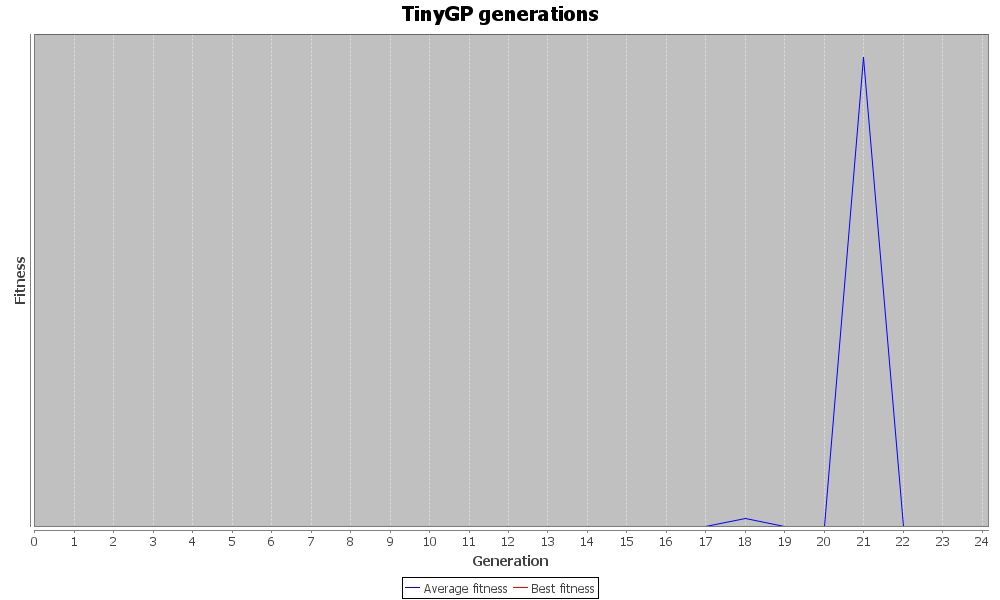 TinyGP generations
Fitness
0 1 2 3 4 5 6 7 8 9 10 11 12 13 14 15 16 17 18 19 20 21 22 23 24
Generation
Average fitness Best fitness